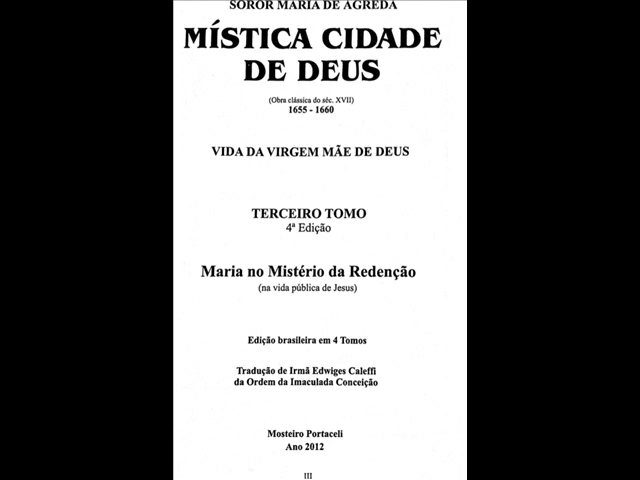 SOROR MARIA DE AGREDA
MÍSTICA CIDADE
DE DEUS
(Obra clássica do séc. XVII)
1655 - 1660
VIDA DA VIRGEM MÃE DE DEUS
TERCEIRO TOMO
4ª Edição
Maria no Mistério da Redenção
(na vida pública de Jesus)
Edição brasileira em 4 Tomos
Tradução de Irmã Edwiges Caleffi
da Ordem da Imaculada Conceição
Mosteiro Portaceli
Ano 2012
III